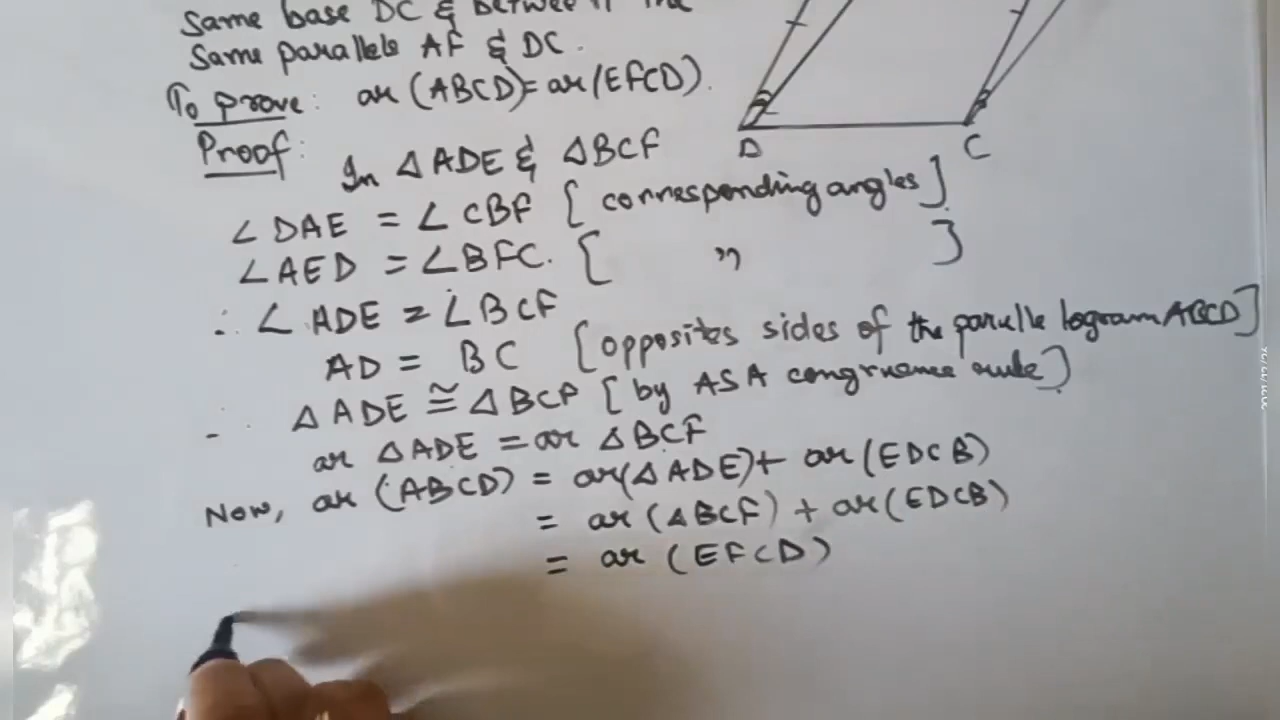 Same base DC & between the
Same parallels AF & DC.
To prove: ar (ABCD) = ar (EFCD).
D
C
Proof:
In △ADE & △BCF
∠DAE = ∠CBF [corresponding angles].
∠AED = ∠BFC. [ " ]
∴ ∠ADE = ∠BCF
AD = BC [opposites sides of the parallelogram ABCD]
∴ △ADE ≅ △BCF [by ASA congruence rule].
ar △ADE = ar △BCF
Now, ar (ABCD) = ar(△ADE) + ar (EDCB)
= ar (△BCF) + ar (EDCB)
= ar (EFCD)